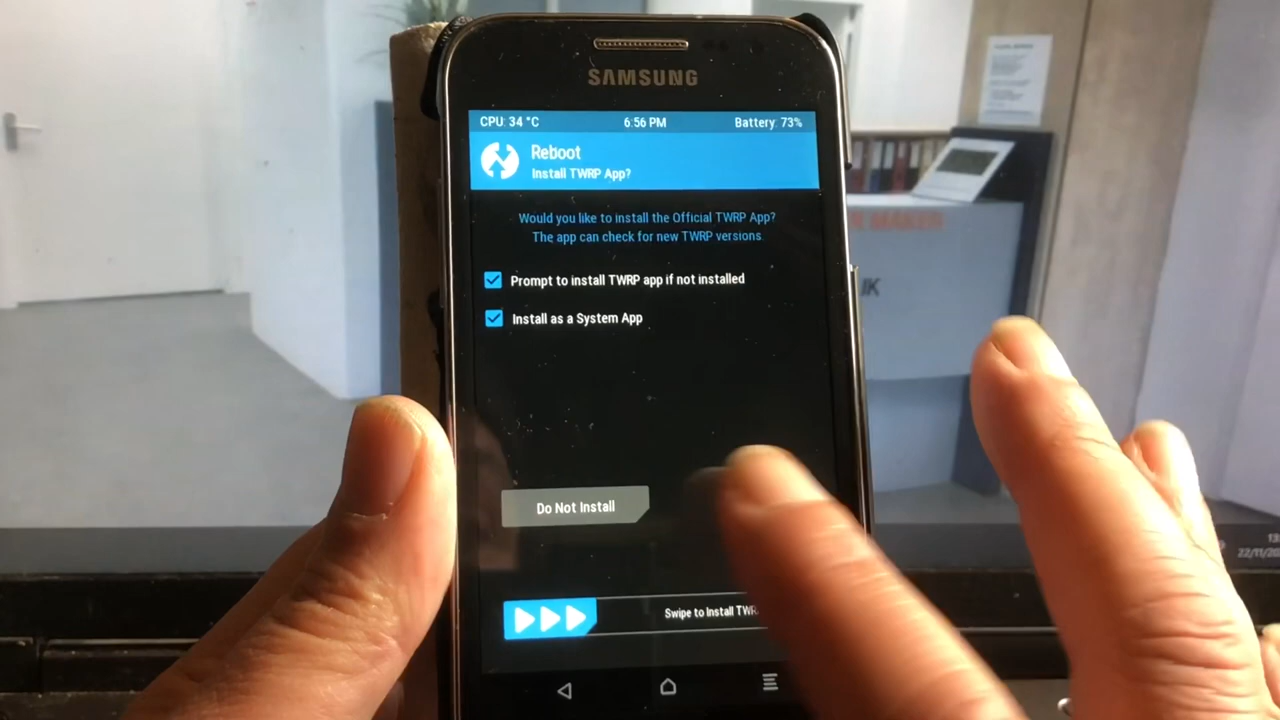 SAMSUNG
CPU: 34 °C 6:56 PM Battery: 73%
Reboot
Install TWRP App?
Would you like to install the Official TWRP App?
The app can check for new TWRP versions.
Prompt to install TWRP app if not installed
Install as a System App
Do Not Install
Swipe to Install TWR
MAKER